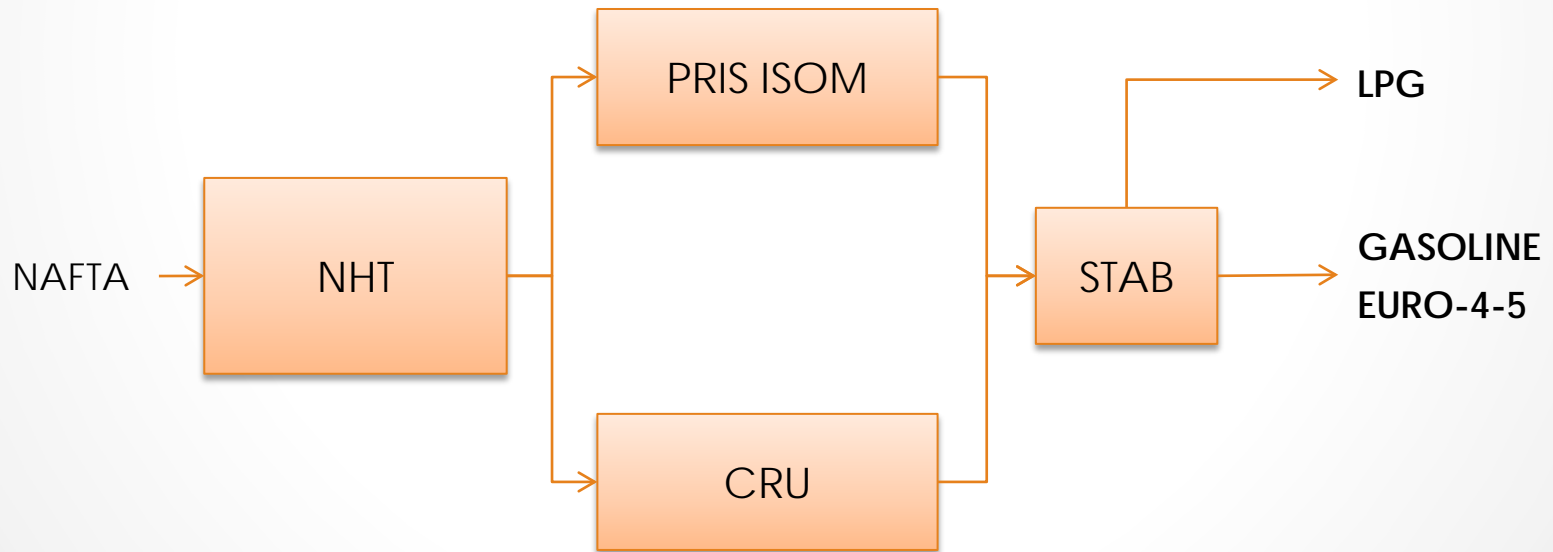 PRIS ISOM
LPG
NAFTA
NHT
STAB
GASOLINE
EURO-4-5
CRU